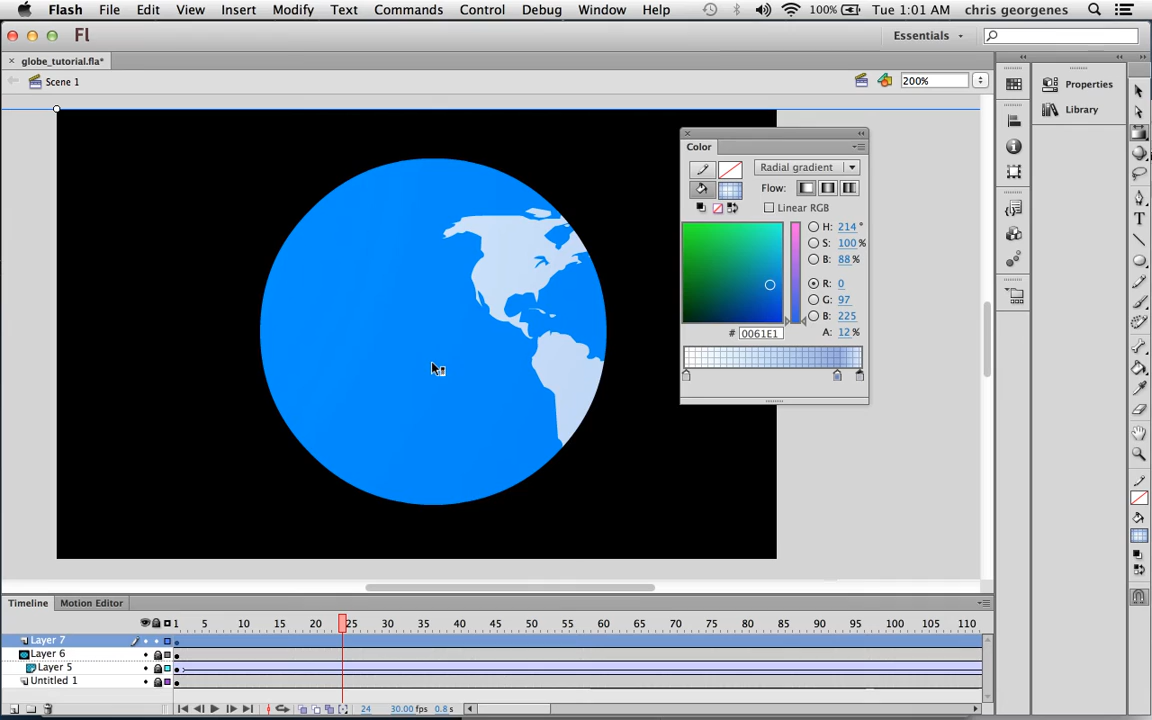 Flash File Edit View Insert Modify Text Commands Control Debug Window Help 100% Tue 1:01 AM chris georgenes
Fl Essentials
× globe_tutorial.fla*
Scene 1 200%
Properties
Library
Color
Radial gradient
Flow:
Linear RGB
H: 214 °
S: 100 %
B: 88 %
R: 0
G: 97
B: 225
# 0061E1 A: 12 %
T
Timeline Motion Editor
1 5 10 15 20 25 30 35 40 45 50 55 60 65 70 75 80 85 90 95 100 105 110
Layer 7
Layer 6
Layer 5
Untitled 1
24 30.00 fps 0.8 s